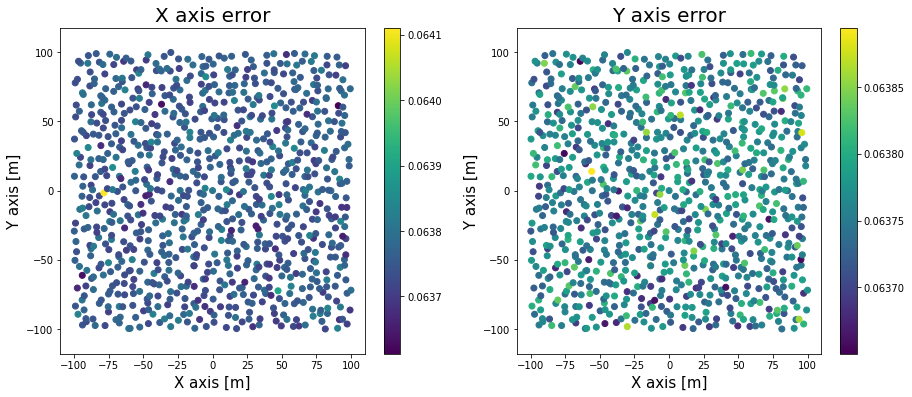 X axis error
Y axis error
100
50
0
−50
−100
Y axis [m]
−100 −75 −50 −25 0 25 50 75 100
X axis [m]
0.0641
0.0640
0.0639
0.0638
0.0637
100
50
0
−50
−100
Y axis [m]
−100 −75 −50 −25 0 25 50 75 100
X axis [m]
0.06385
0.06380
0.06375
0.06370